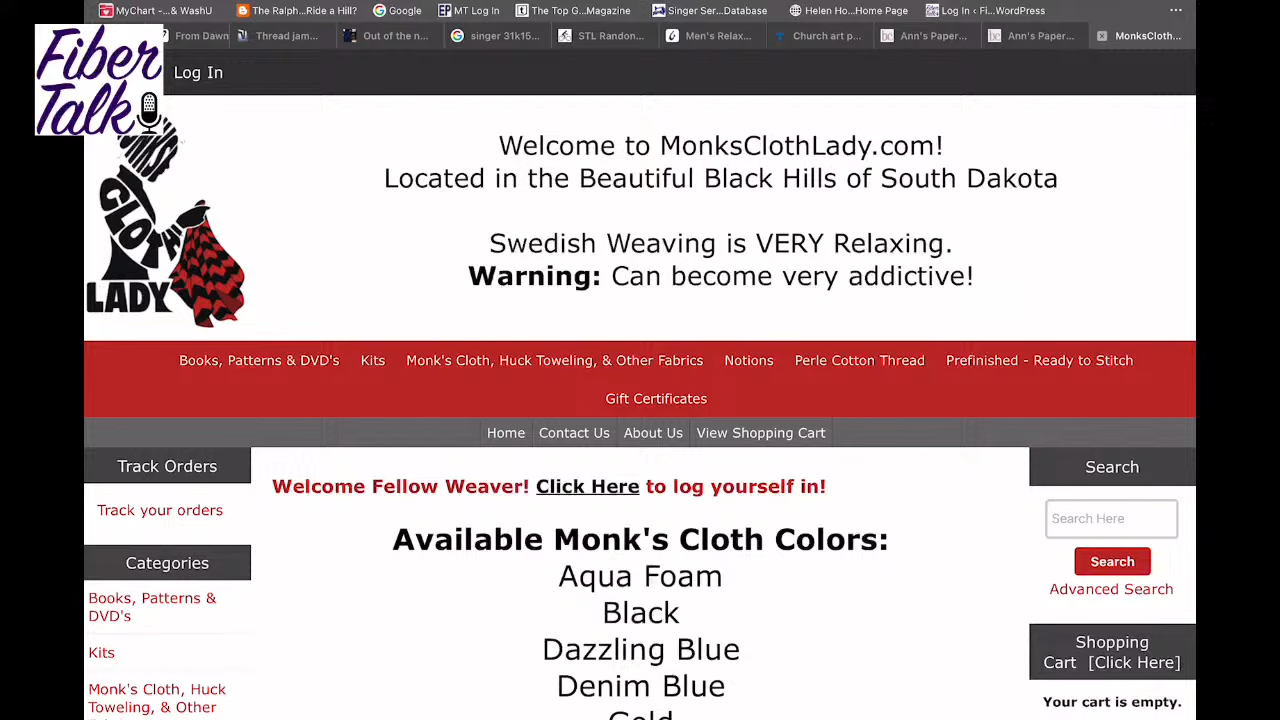 MyChart -...& WashU
The Ralph...Ride a Hill?
Google
MT Log In
The Top G...Magazine
Singer Ser...Database
Helen Ho...Home Page
Log In ‹ Fi...WordPress
From Dawn
Thread jam...
Out of the n...
singer 31k15...
STL Randon...
Men's Relax...
Church art p...
Ann's Paper...
Ann's Paper...
MonksCloth...
Fiber
Talk
Log In
MONKS
CLOTH
LADY
Welcome to MonksClothLady.com!
Located in the Beautiful Black Hills of South Dakota
Swedish Weaving is VERY Relaxing.
Warning: Can become very addictive!
Books, Patterns & DVD's
Kits
Monk's Cloth, Huck Toweling, & Other Fabrics
Notions
Perle Cotton Thread
Prefinished - Ready to Stitch
Gift Certificates
Home
Contact Us
About Us
View Shopping Cart
Track Orders
Track your orders
Categories
Books, Patterns &
DVD's
Kits
Monk's Cloth, Huck
Toweling, & Other
Welcome Fellow Weaver! Click Here to log yourself in!
Available Monk's Cloth Colors:
Aqua Foam
Black
Dazzling Blue
Denim Blue
Gold
Search
Search Here
Search
Advanced Search
Shopping
Cart [Click Here]
Your cart is empty.